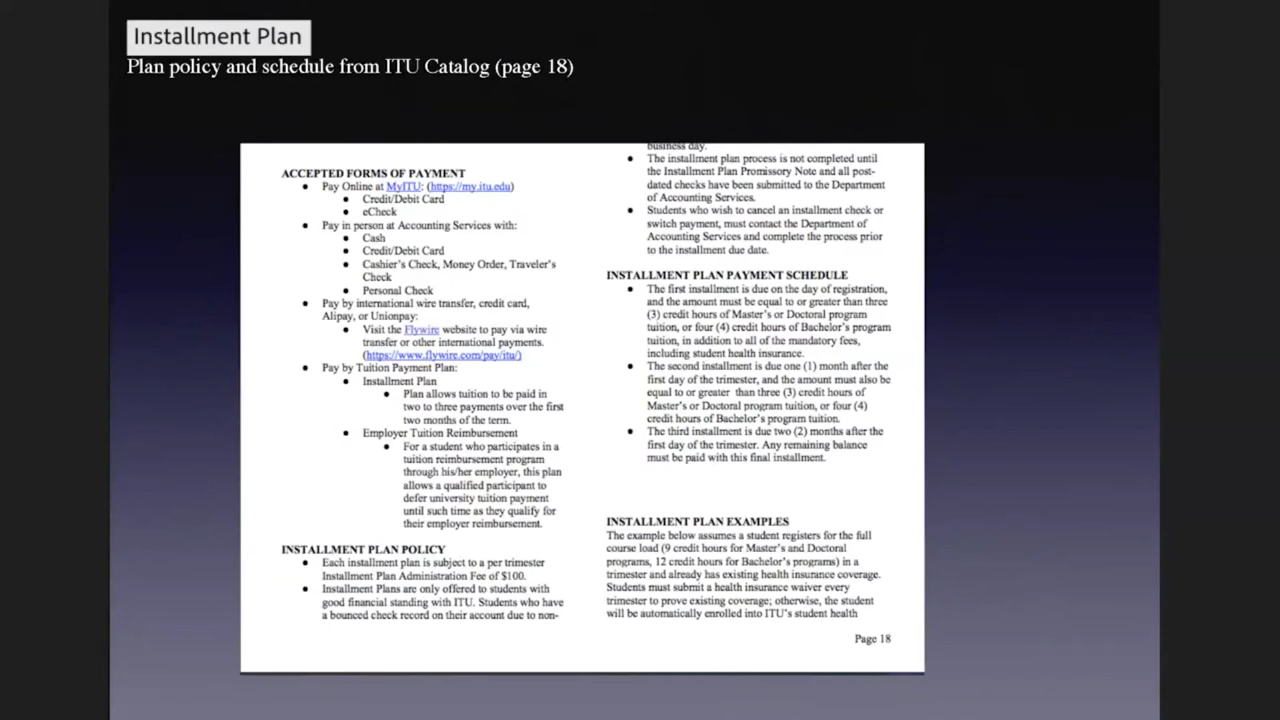 Installment Plan
Plan policy and schedule from ITU Catalog (page 18)
ACCEPTED FORMS OF PAYMENT
● Pay Online at MyITU: (https://my.itu.edu)
● Credit/Debit Card
● eCheck
● Pay in person at Accounting Services with:
● Cash
● Credit/Debit Card
● Cashier's Check, Money Order, Traveler's
Check
● Personal Check
● Pay by international wire transfer, credit card,
Alipay, or Unionpay:
● Visit the Flywire website to pay via wire
transfer or other international payments.
(https://www.flywire.com/pay/itu/)
● Pay by Tuition Payment Plan:
● Installment Plan
● Plan allows tuition to be paid in
two to three payments over the first
two months of the term.
● Employer Tuition Reimbursement
● For a student who participates in a
tuition reimbursement program
through his/her employer, this plan
allows a qualified participant to
defer university tuition payment
until such time as they qualify for
their employer reimbursement.
INSTALLMENT PLAN POLICY
● Each installment plan is subject to a per trimester
Installment Plan Administration Fee of $100.
● Installment Plans are only offered to students with
good financial standing with ITU. Students who have
a bounced check record on their account due to non-
business day.
● The installment plan process is not completed until
the Installment Plan Promissory Note and all post-
dated checks have been submitted to the Department
of Accounting Services.
● Students who wish to cancel an installment check or
switch payment, must contact the Department of
Accounting Services and complete the process prior
to the installment due date.
INSTALLMENT PLAN PAYMENT SCHEDULE
● The first installment is due on the day of registration,
and the amount must be equal to or greater than three
(3) credit hours of Master's or Doctoral program
tuition, or four (4) credit hours of Bachelor's program
tuition, in addition to all of the mandatory fees,
including student health insurance.
● The second installment is due one (1) month after the
first day of the trimester, and the amount must also be
equal to or greater than three (3) credit hours of
Master's or Doctoral program tuition, or four (4)
credit hours of Bachelor's program tuition.
● The third installment is due two (2) months after the
first day of the trimester. Any remaining balance
must be paid with this final installment.
INSTALLMENT PLAN EXAMPLES
The example below assumes a student registers for the full
course load (9 credit hours for Master's and Doctoral
programs, 12 credit hours for Bachelor's programs) in a
trimester and already has existing health insurance coverage.
Students must submit a health insurance waiver every
trimester to prove existing coverage; otherwise, the student
will be automatically enrolled into ITU's student health
Page 18